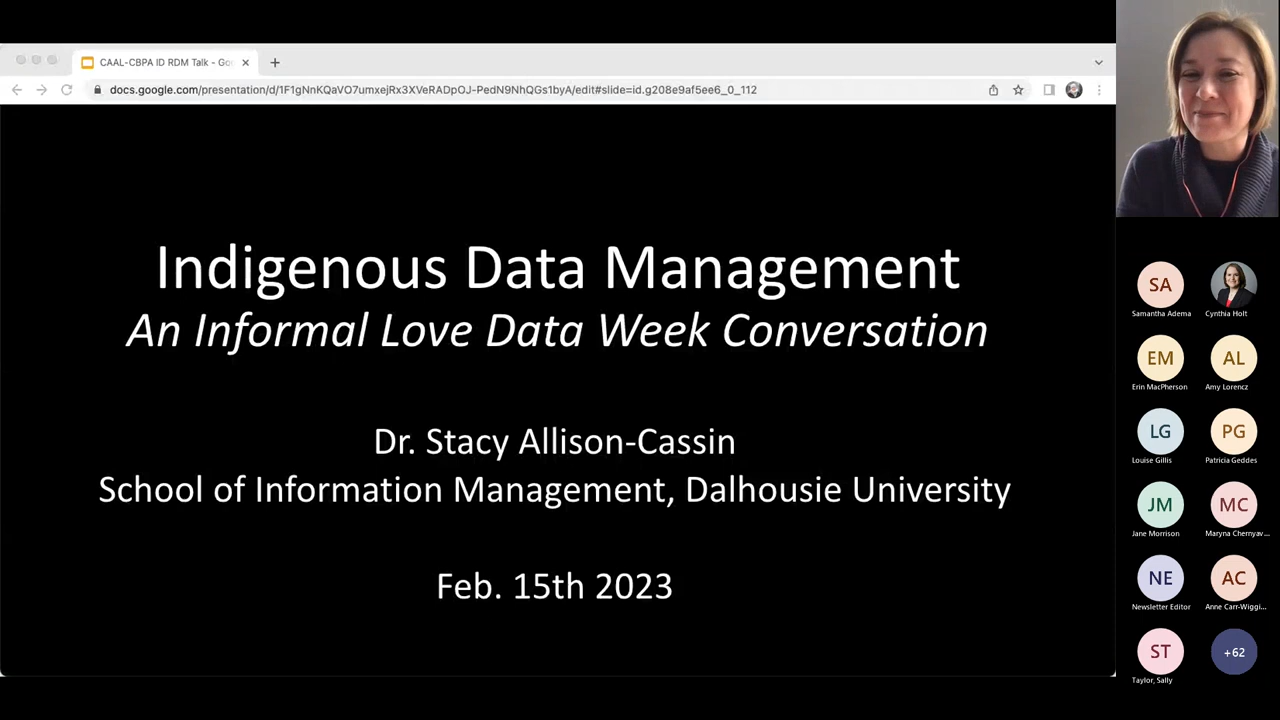 CAAL-CBPA ID RDM Talk - Goo
docs.google.com/presentation/d/1F1gNnKQaVO7umxejRx3XVeRADpOJ-PedN9NhQGs1byA/edit#slide=id.g208e9af5ee6_0_112
Indigenous Data Management
An Informal Love Data Week Conversation
Dr. Stacy Allison-Cassin
School of Information Management, Dalhousie University
Feb. 15th 2023
SA
Samantha Adema
Cynthia Holt
EM
AL
Erin MacPherson
Amy Lorencz
LG
PG
Louise Gillis
Patricia Geddes
JM
MC
Jane Morrison
Maryna Chernyav...
NE
AC
Newsletter Editor
Anne Carr-Wiggi...
ST
+62
Taylor, Sally